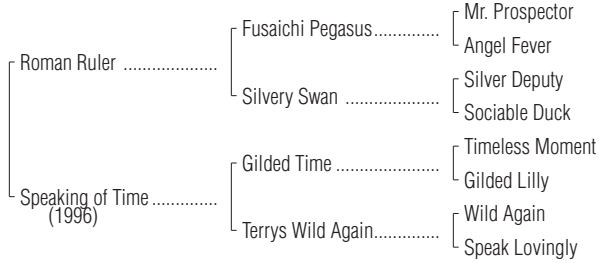 Mr. Prospector
Fusaichi Pegasus..............
Angel Fever
Roman Ruler ....................
Silver Deputy
Silvery Swan ....................
Sociable Duck
Timeless Moment
Gilded Time ......................
Gilded Lilly
Speaking of Time..............
(1996)
Wild Again
Terrys Wild Again..............
Speak Lovingly